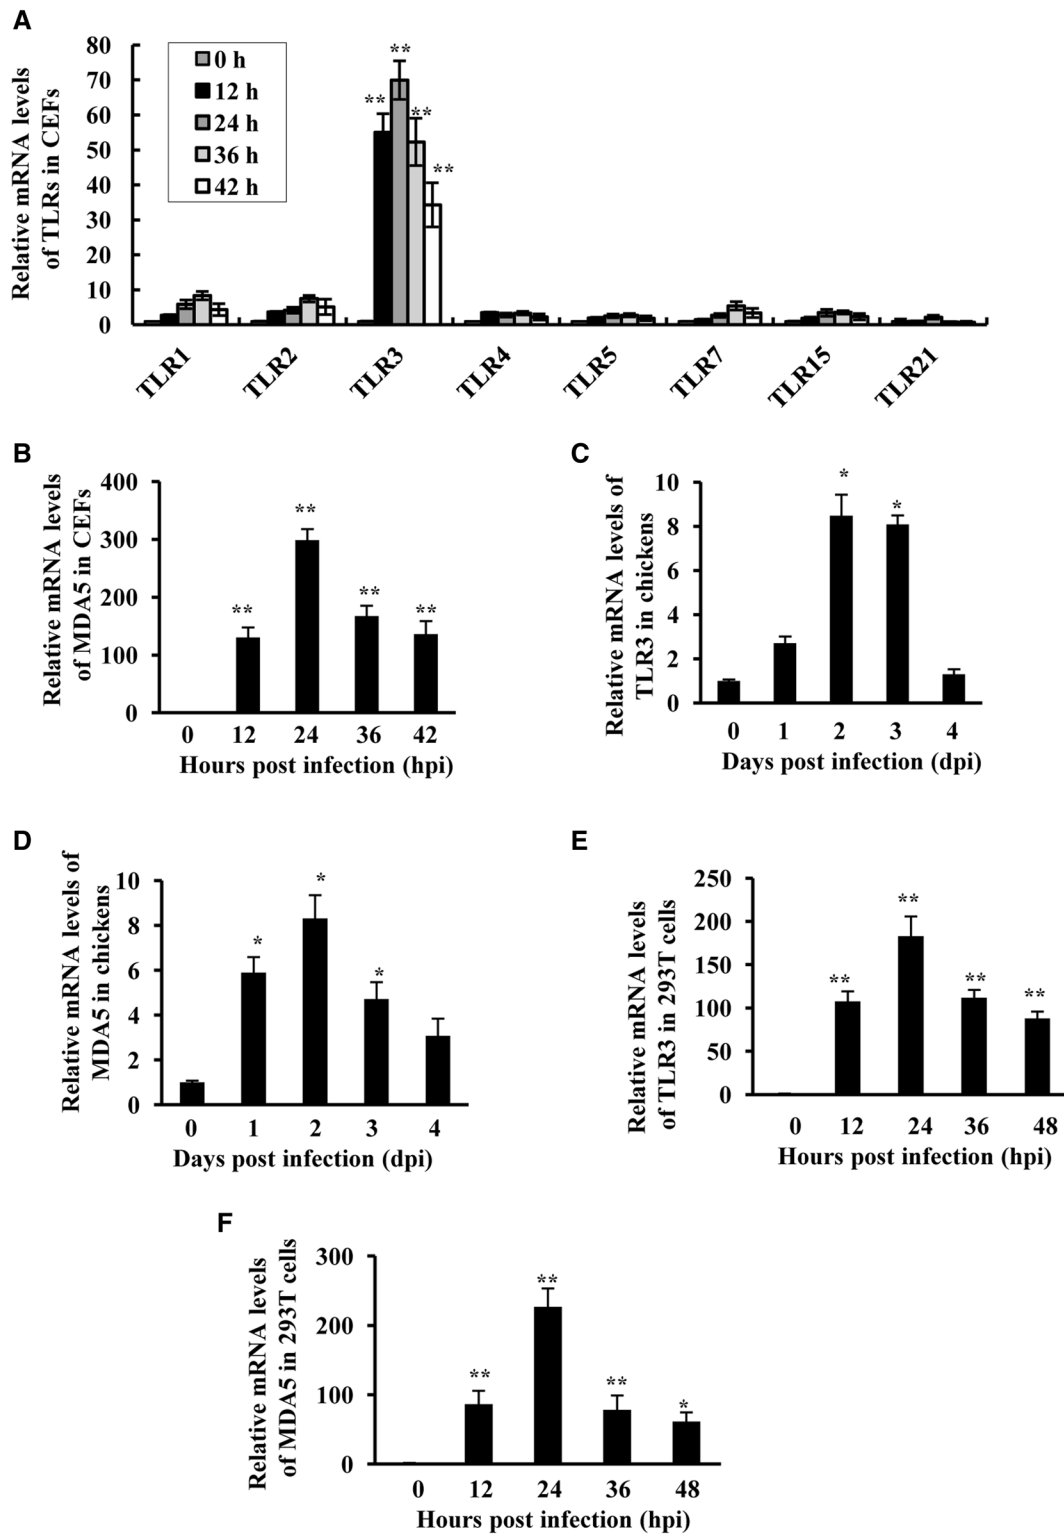 A
Relative mRNA levels
of TLRs in CEFs
80
70
60
50
40
30
20
10
0
0 h
12 h
24 h
36 h
42 h
**
**
**
**
TLR1
TLR2
TLR3
TLR4
TLR5
TLR7
TLR15
TLR21
B
Relative mRNA levels
of MDA5 in CEFs
400
300
200
100
0
**
**
**
**
0 12 24 36 42
Hours post infection (hpi)
C
Relative mRNA levels of
TLR3 in chickens
10
8
6
4
2
0
*
*
0 1 2 3 4
Days post infection (dpi)
D
Relative mRNA levels of
MDA5 in chickens
10
8
6
4
2
0
*
*
*
0 1 2 3 4
Days post infection (dpi)
E
Relative mRNA levels
of TLR3 in 293T cells
250
200
150
100
50
0
**
**
**
**
0 12 24 36 48
Hours post infection (hpi)
F
Relative mRNA levels
of MDA5 in 293T cells
300
200
100
0
**
**
**
*
0 12 24 36 48
Hours post infection (hpi)